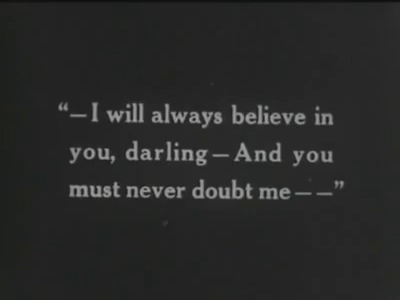 “—I will always believe in
you, darling—And you
must never doubt me——”